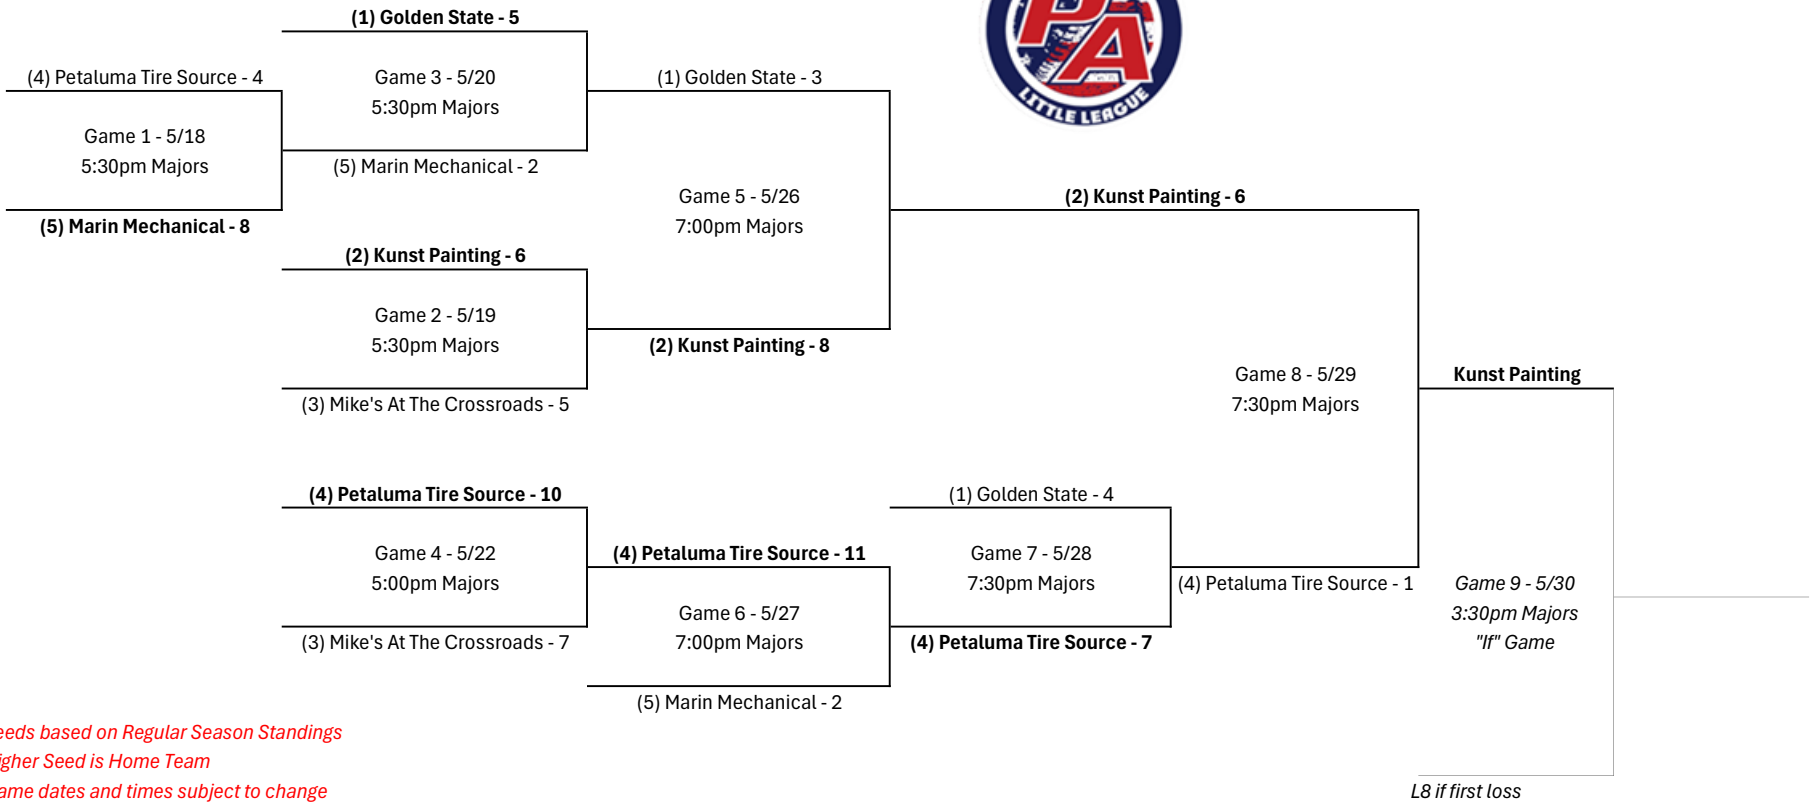 (1) Golden State - 5
(4) Petaluma Tire Source - 4
Game 3 - 5/20
5:30pm Majors
(1) Golden State - 3
PA
LITTLE LEAGUE
Game 1 - 5/18
5:30pm Majors
(5) Marin Mechanical - 2
(5) Marin Mechanical - 8
Game 5 - 5/26
7:00pm Majors
(2) Kunst Painting - 6
(2) Kunst Painting - 6
Game 2 - 5/19
5:30pm Majors
(2) Kunst Painting - 8
(3) Mike's At The Crossroads - 5
Game 8 - 5/29
7:30pm Majors
Kunst Painting
(4) Petaluma Tire Source - 10
Game 4 - 5/22
5:00pm Majors
(3) Mike's At The Crossroads - 7
(4) Petaluma Tire Source - 11
Game 6 - 5/27
7:00pm Majors
(5) Marin Mechanical - 2
(1) Golden State - 4
Game 7 - 5/28
7:30pm Majors
(4) Petaluma Tire Source - 7
(4) Petaluma Tire Source - 1
Game 9 - 5/30
3:30pm Majors
"If" Game
L8 if first loss
eeds based on Regular Season Standings
igher Seed is Home Team
ame dates and times subject to change